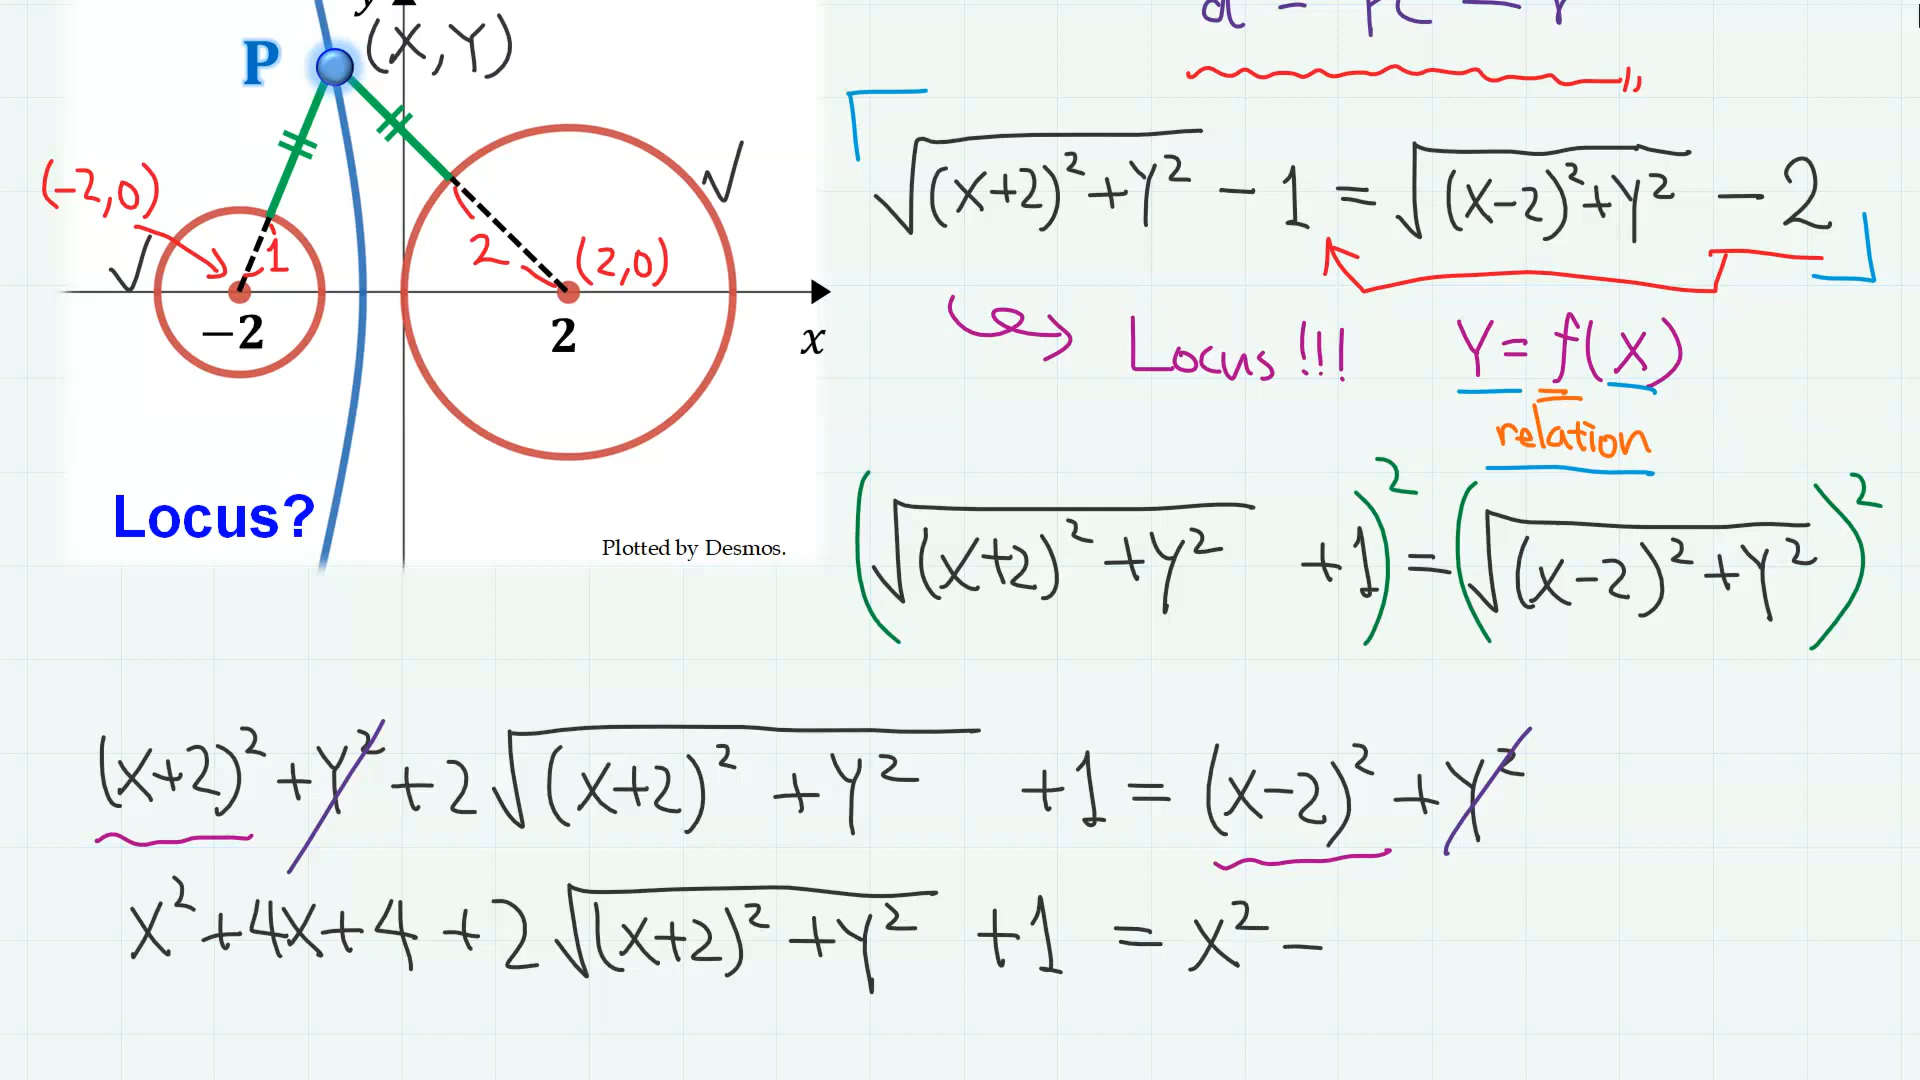 y
P
(X, Y)
(-2,0)
1
2
(2,0)
−2
2
x
Locus?
Plotted by Desmos.
d = PC − r
√((X+2)²+Y²) − 1 = √((X−2)²+Y²) − 2
Locus !!! Y = f(X)
relation
(√((X+2)²+Y²) +1)² = (√((X−2)²+Y²))²
(X+2)²+Y²+2√((X+2)²+Y²) +1 = (X−2)²+Y²
X²+4X+4+2√((X+2)²+Y²) +1 = X² −